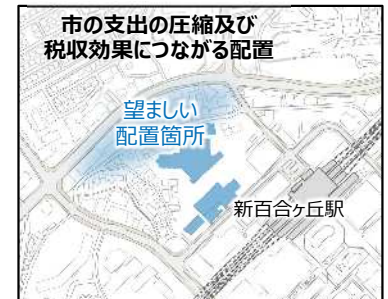 市の支出の圧縮及び
税収効果につながる配置
望ましい
配置箇所
新百合ヶ丘駅